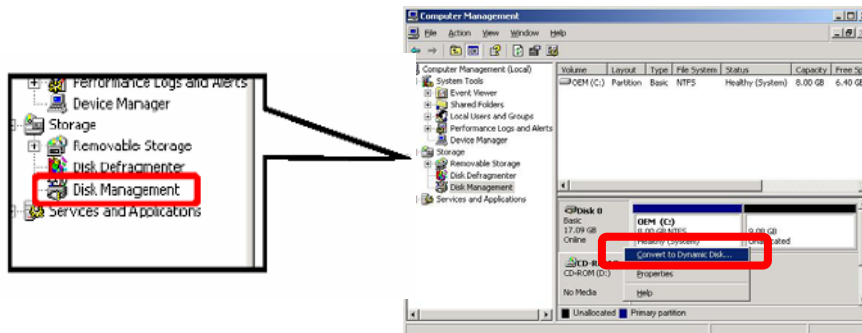 Performance Logs and Alerts
Device Manager
Storage
Removable Storage
Disk Defragmenter
Disk Management
Services and Applications
Computer Management
File Action View Window Help
Computer Management (Local)
System Tools
Event Viewer
Shared Folders
Local Users and Groups
Performance Logs and Alerts
Device Manager
Storage
Removable Storage
Disk Defragmenter
Disk Management
Services and Applications
Volume Layout Type File System Status Capacity Free Sp
OEM (C:) Partition Basic NTFS Healthy (System) 8.00 GB 6.40 GB
Disk 0
Basic
17.09 GB
Online
OEM (C:)
8.00 GB NTFS
Healthy (System)
9.08 GB
Unallocated
Convert to Dynamic Disk...
Properties
Help
CD-ROM (D:)
No Media
Unallocated Primary partition